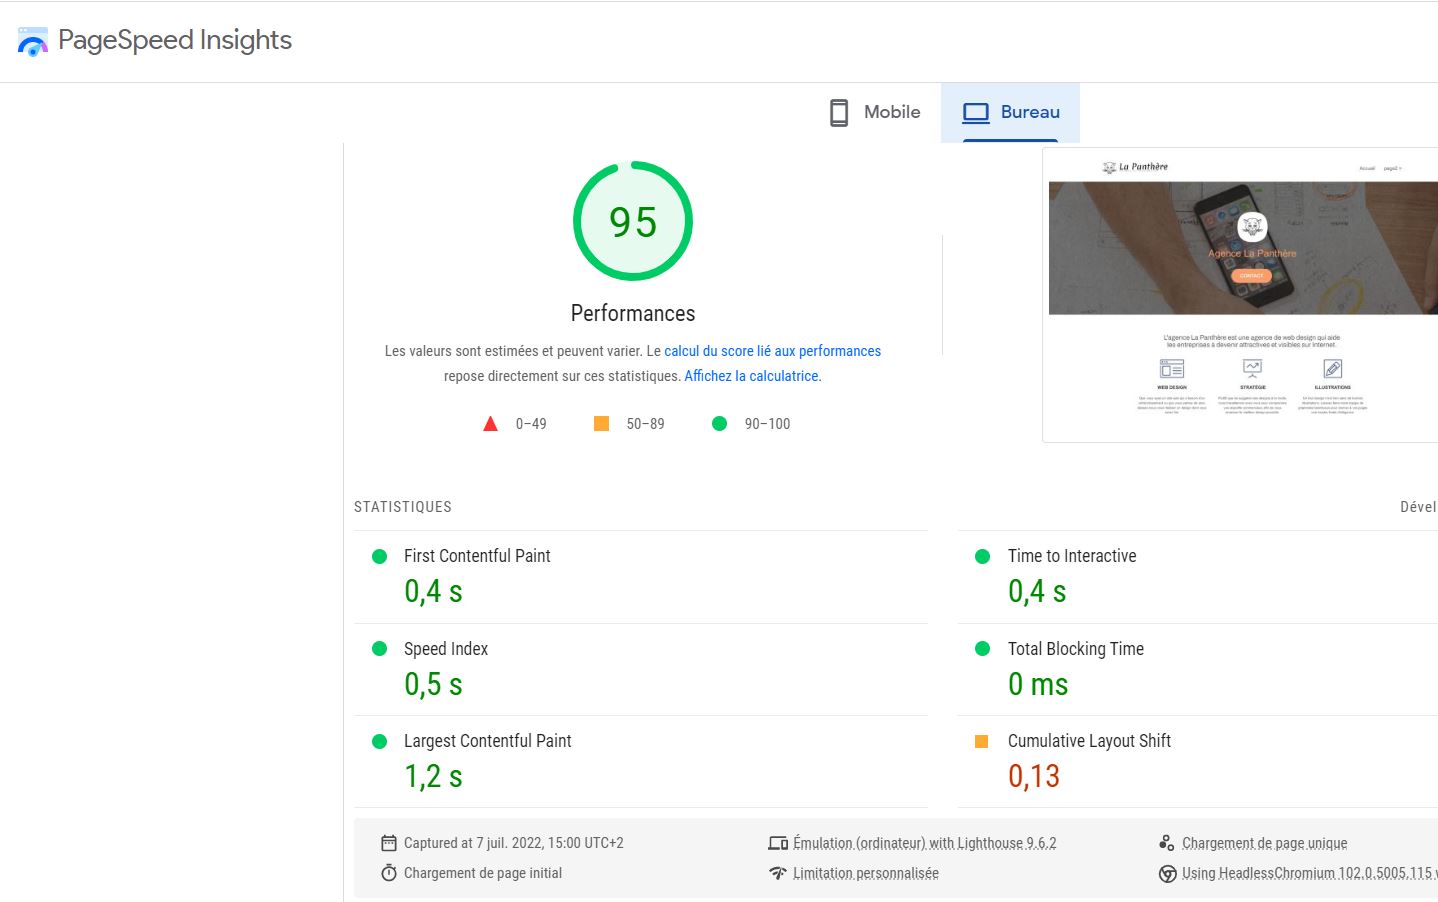 PageSpeed Insights
Mobile
Bureau
95
Performances
Les valeurs sont estimées et peuvent varier. Le calcul du score lié aux performances
repose directement sur ces statistiques. Affichez la calculatrice.
0–49
50–89
90–100
La Panthère
Accueil
page2
Agence La Panthère
CONTACT
L'agence La Panthère est une agence de web design qui aide
les entreprises à devenir attractives et visibles sur Internet.
WEB DESIGN
STRATÉGIE
ILLUSTRATIONS
STATISTIQUES
Dével
First Contentful Paint
0,4 s
Time to Interactive
0,4 s
Speed Index
0,5 s
Total Blocking Time
0 ms
Largest Contentful Paint
1,2 s
Cumulative Layout Shift
0,13
Captured at 7 juil. 2022, 15:00 UTC+2
Émulation (ordinateur) with Lighthouse 9.6.2
Chargement de page unique
Chargement de page initial
Limitation personnalisée
Using HeadlessChromium 102.0.5005.115 w